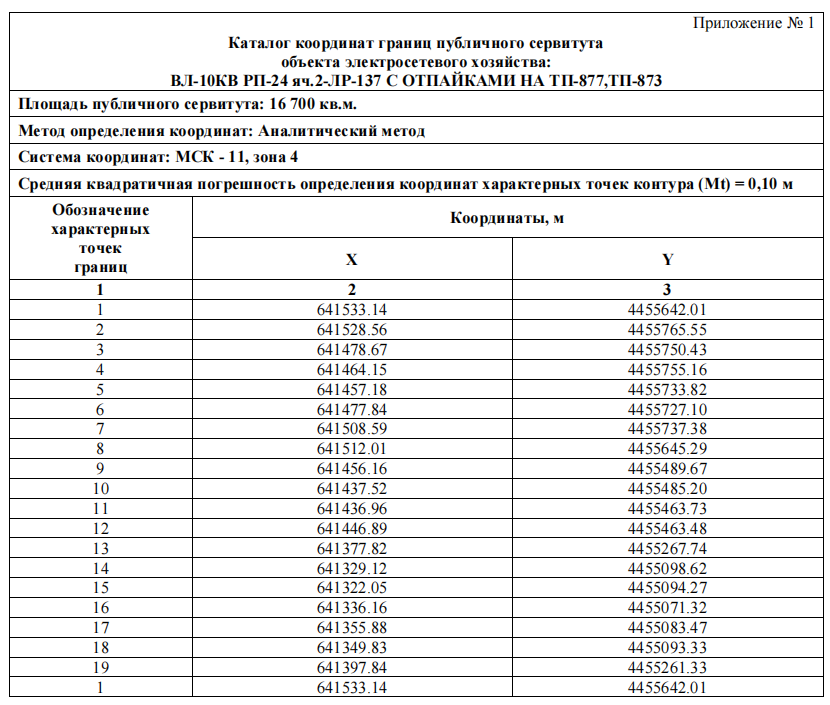 Приложение № 1
Каталог координат границ публичного сервитута
объекта электросетевого хозяйства:
ВЛ-10КВ РП-24 яч.2-ЛР-137 С ОТПАЙКАМИ НА ТП-877,ТП-873
Площадь публичного сервитута: 16 700 кв.м.
Метод определения координат: Аналитический метод
Система координат: МСК - 11, зона 4
Средняя квадратичная погрешность определения координат характерных точек контура (Mt) = 0,10 м
Обозначение
характерных
точек
границ
Координаты, м
X Y
1 2 3
1 641533.14 4455642.01
2 641528.56 4455765.55
3 641478.67 4455750.43
4 641464.15 4455755.16
5 641457.18 4455733.82
6 641477.84 4455727.10
7 641508.59 4455737.38
8 641512.01 4455645.29
9 641456.16 4455489.67
10 641437.52 4455485.20
11 641436.96 4455463.73
12 641446.89 4455463.48
13 641377.82 4455267.74
14 641329.12 4455098.62
15 641322.05 4455094.27
16 641336.16 4455071.32
17 641355.88 4455083.47
18 641349.83 4455093.33
19 641397.84 4455261.33
1 641533.14 4455642.01